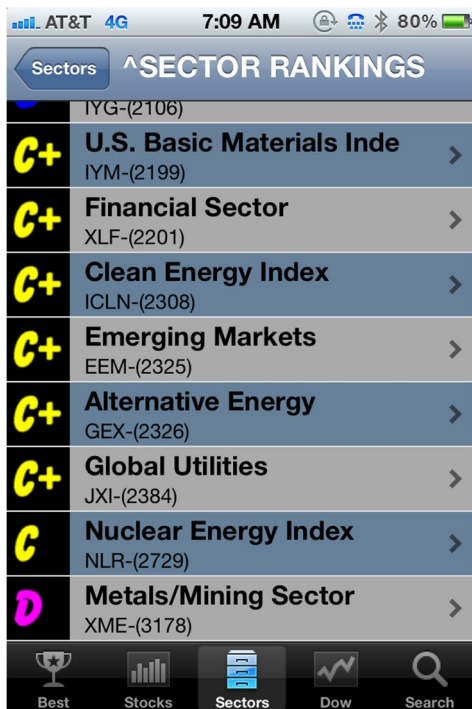 AT&T 4G 7:09 AM 80%
Sectors ^SECTOR RANKINGS
IYG-(2106)
C+ U.S. Basic Materials Inde
IYM-(2199)
C+ Financial Sector
XLF-(2201)
C+ Clean Energy Index
ICLN-(2308)
C+ Emerging Markets
EEM-(2325)
C+ Alternative Energy
GEX-(2326)
C+ Global Utilities
JXI-(2384)
C Nuclear Energy Index
NLR-(2729)
D Metals/Mining Sector
XME-(3178)
Best Stocks Sectors Dow Search